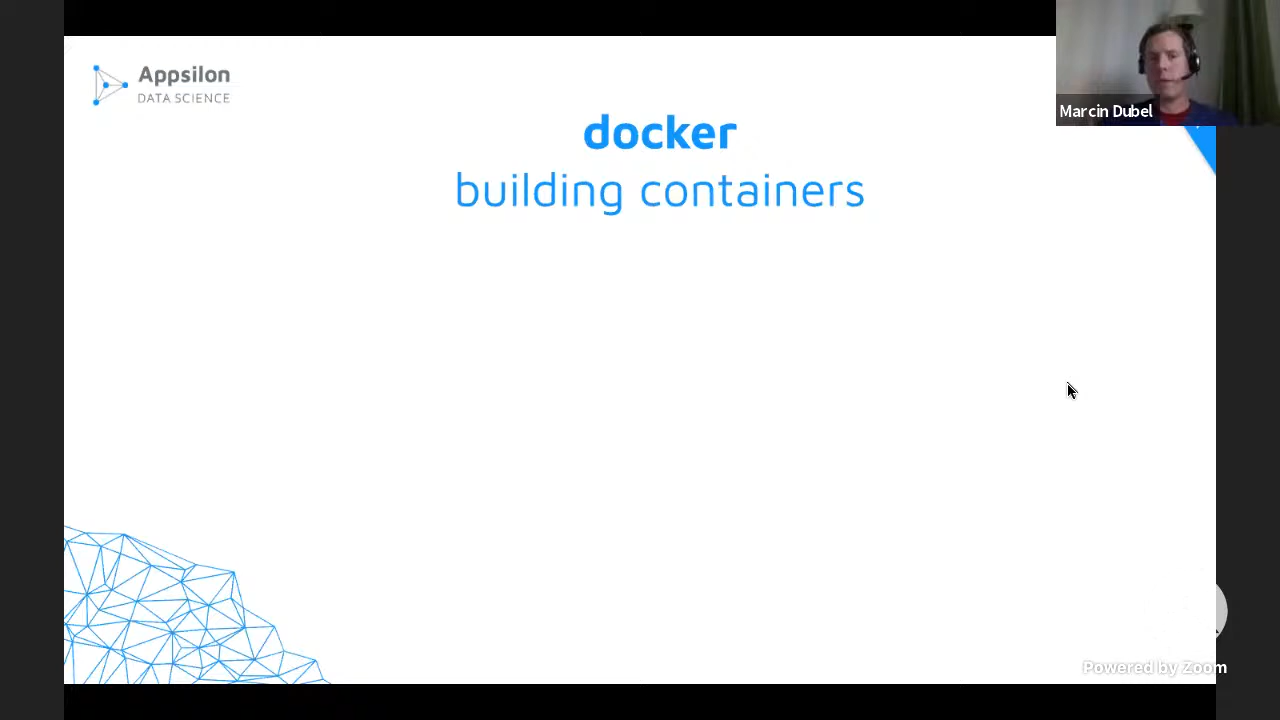 Appsilon
DATA SCIENCE
docker
building containers
Marcin Dubel
Powered by Zoom